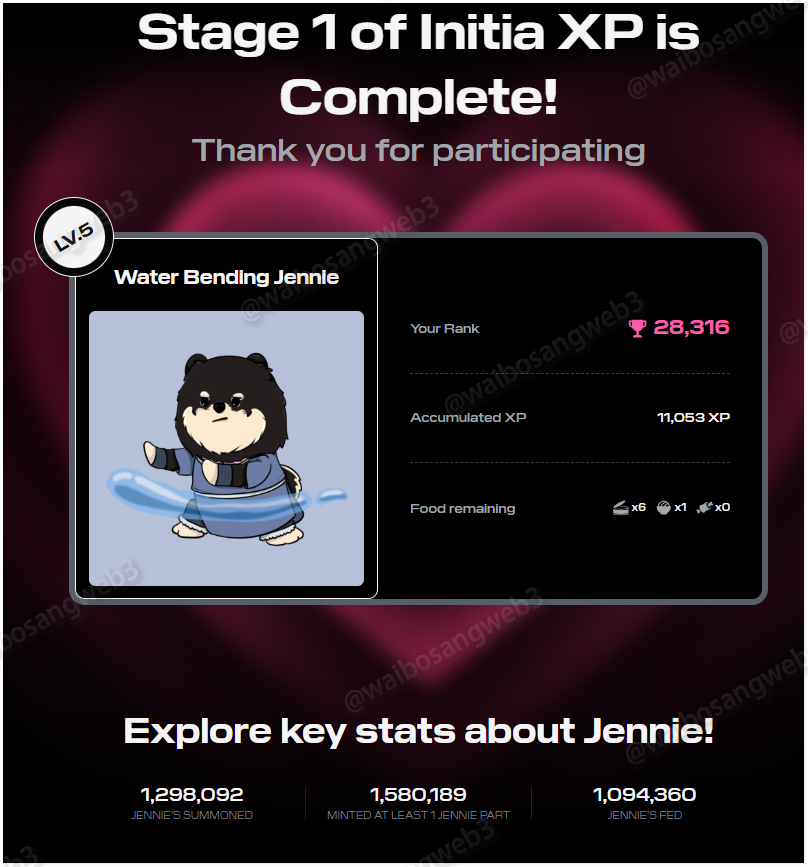 Stage 1 of Initia XP is
Complete!
Thank you for participating
LV.5
Water Bending Jennie
Your Rank
28,316
Accumulated XP
11,053 XP
Food remaining
x6 x1 x0
Explore key stats about Jennie!
1,298,092
JENNIE'S SUMMONED
1,580,189
MINTED AT LEAST 1 JENNIE PART
1,094,360
JENNIE'S FED
@waibosangweb3